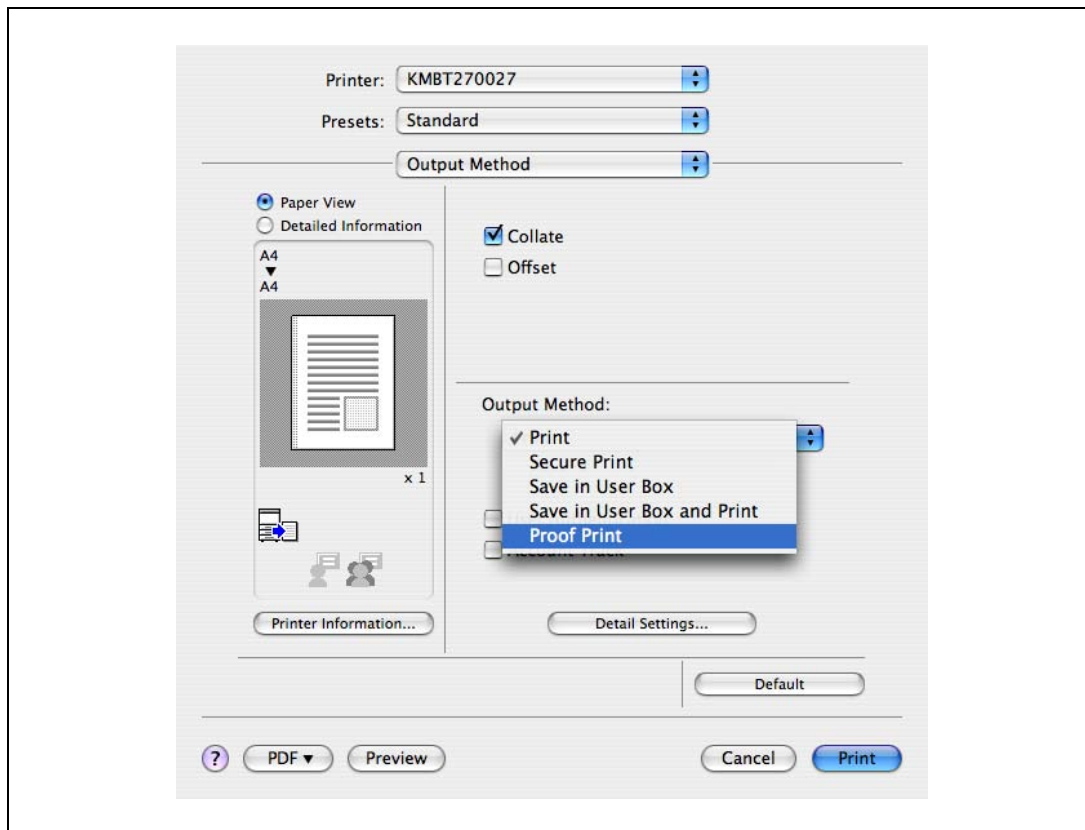 Printer: KMBT270027
Presets: Standard
Output Method
Paper View
Detailed Information
A4
A4
x 1
Printer Information...
Collate
Offset
Output Method:
Print
Secure Print
Save in User Box
Save in User Box and Print
Proof Print
Account Track
Detail Settings...
Default
? PDF Preview Cancel Print